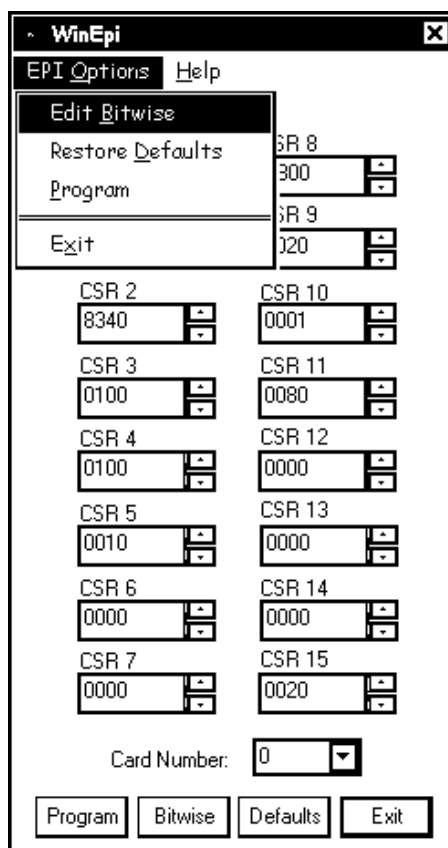 WinEpi
EPI Options Help
Edit Bitwise
Restore Defaults
Program
Exit
CSR 2
8340
CSR 3
0100
CSR 4
0100
CSR 5
0010
CSR 6
0000
CSR 7
0000
CSR 10
0001
CSR 11
0080
CSR 12
0000
CSR 13
0000
CSR 14
0000
CSR 15
0020
Card Number: 0
Program Bitwise Defaults Exit